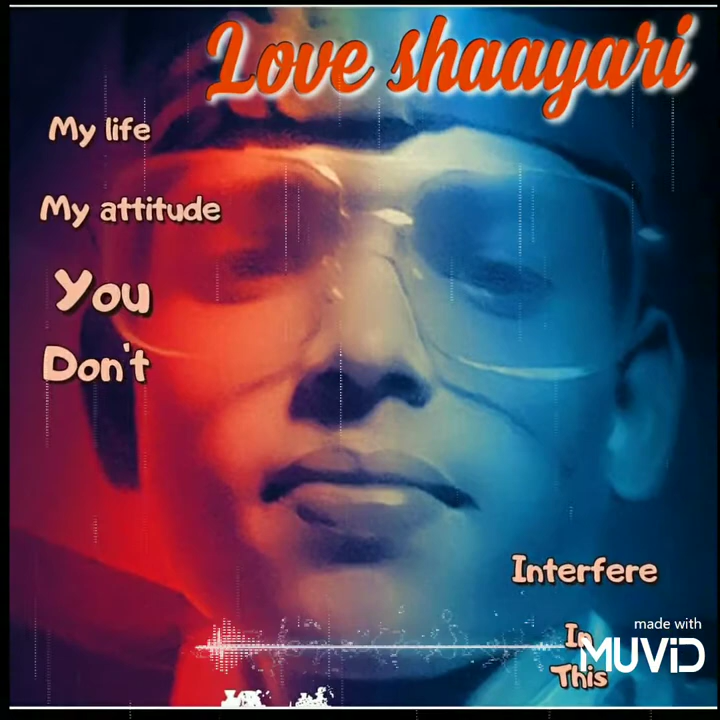 Love shaayari
My life
My attitude
You
Don't
Interfere
In
This
made with
MUViD